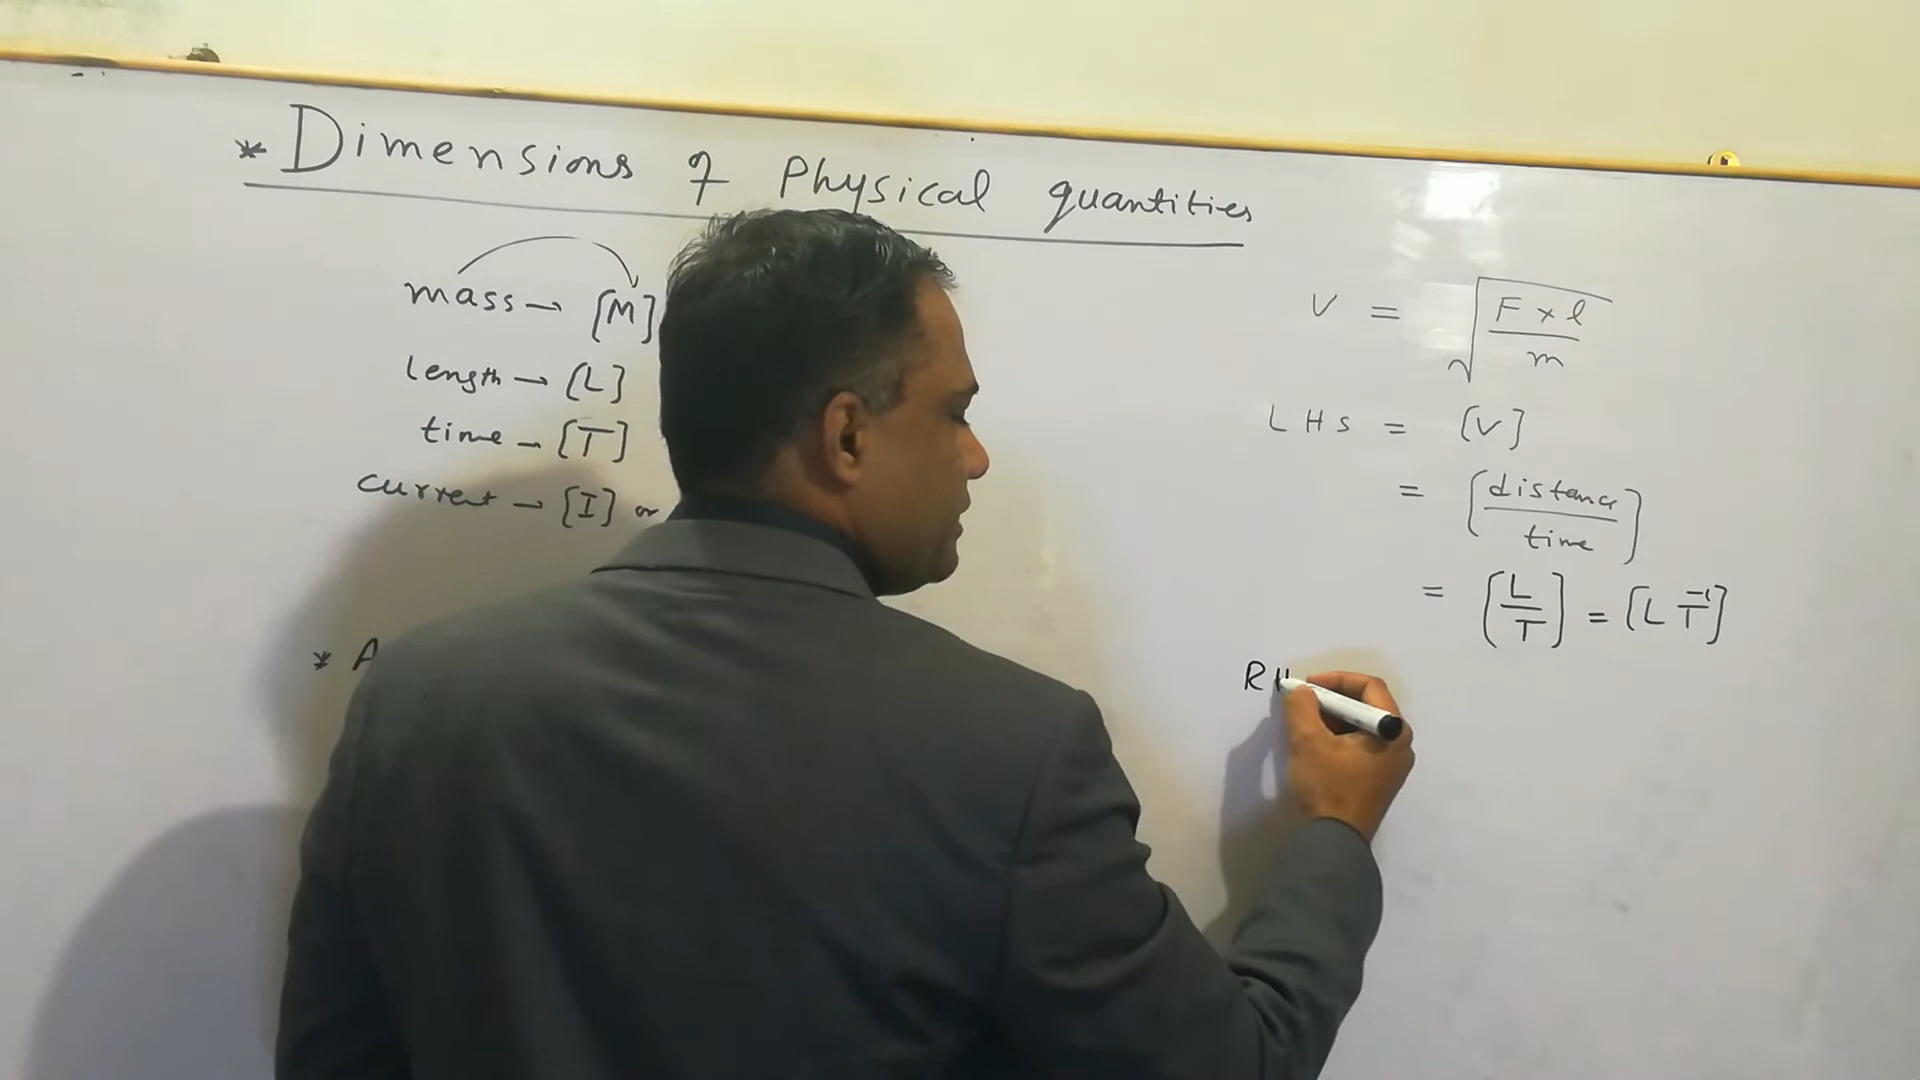 * Dimensions of Physical quantities
mass → [M]
length → [L]
time → [T]
current → [I] or
* A
V = √(F × l / m)
LHS = [V]
= [distance / time]
= [L / T] = [L T⁻¹]
RH